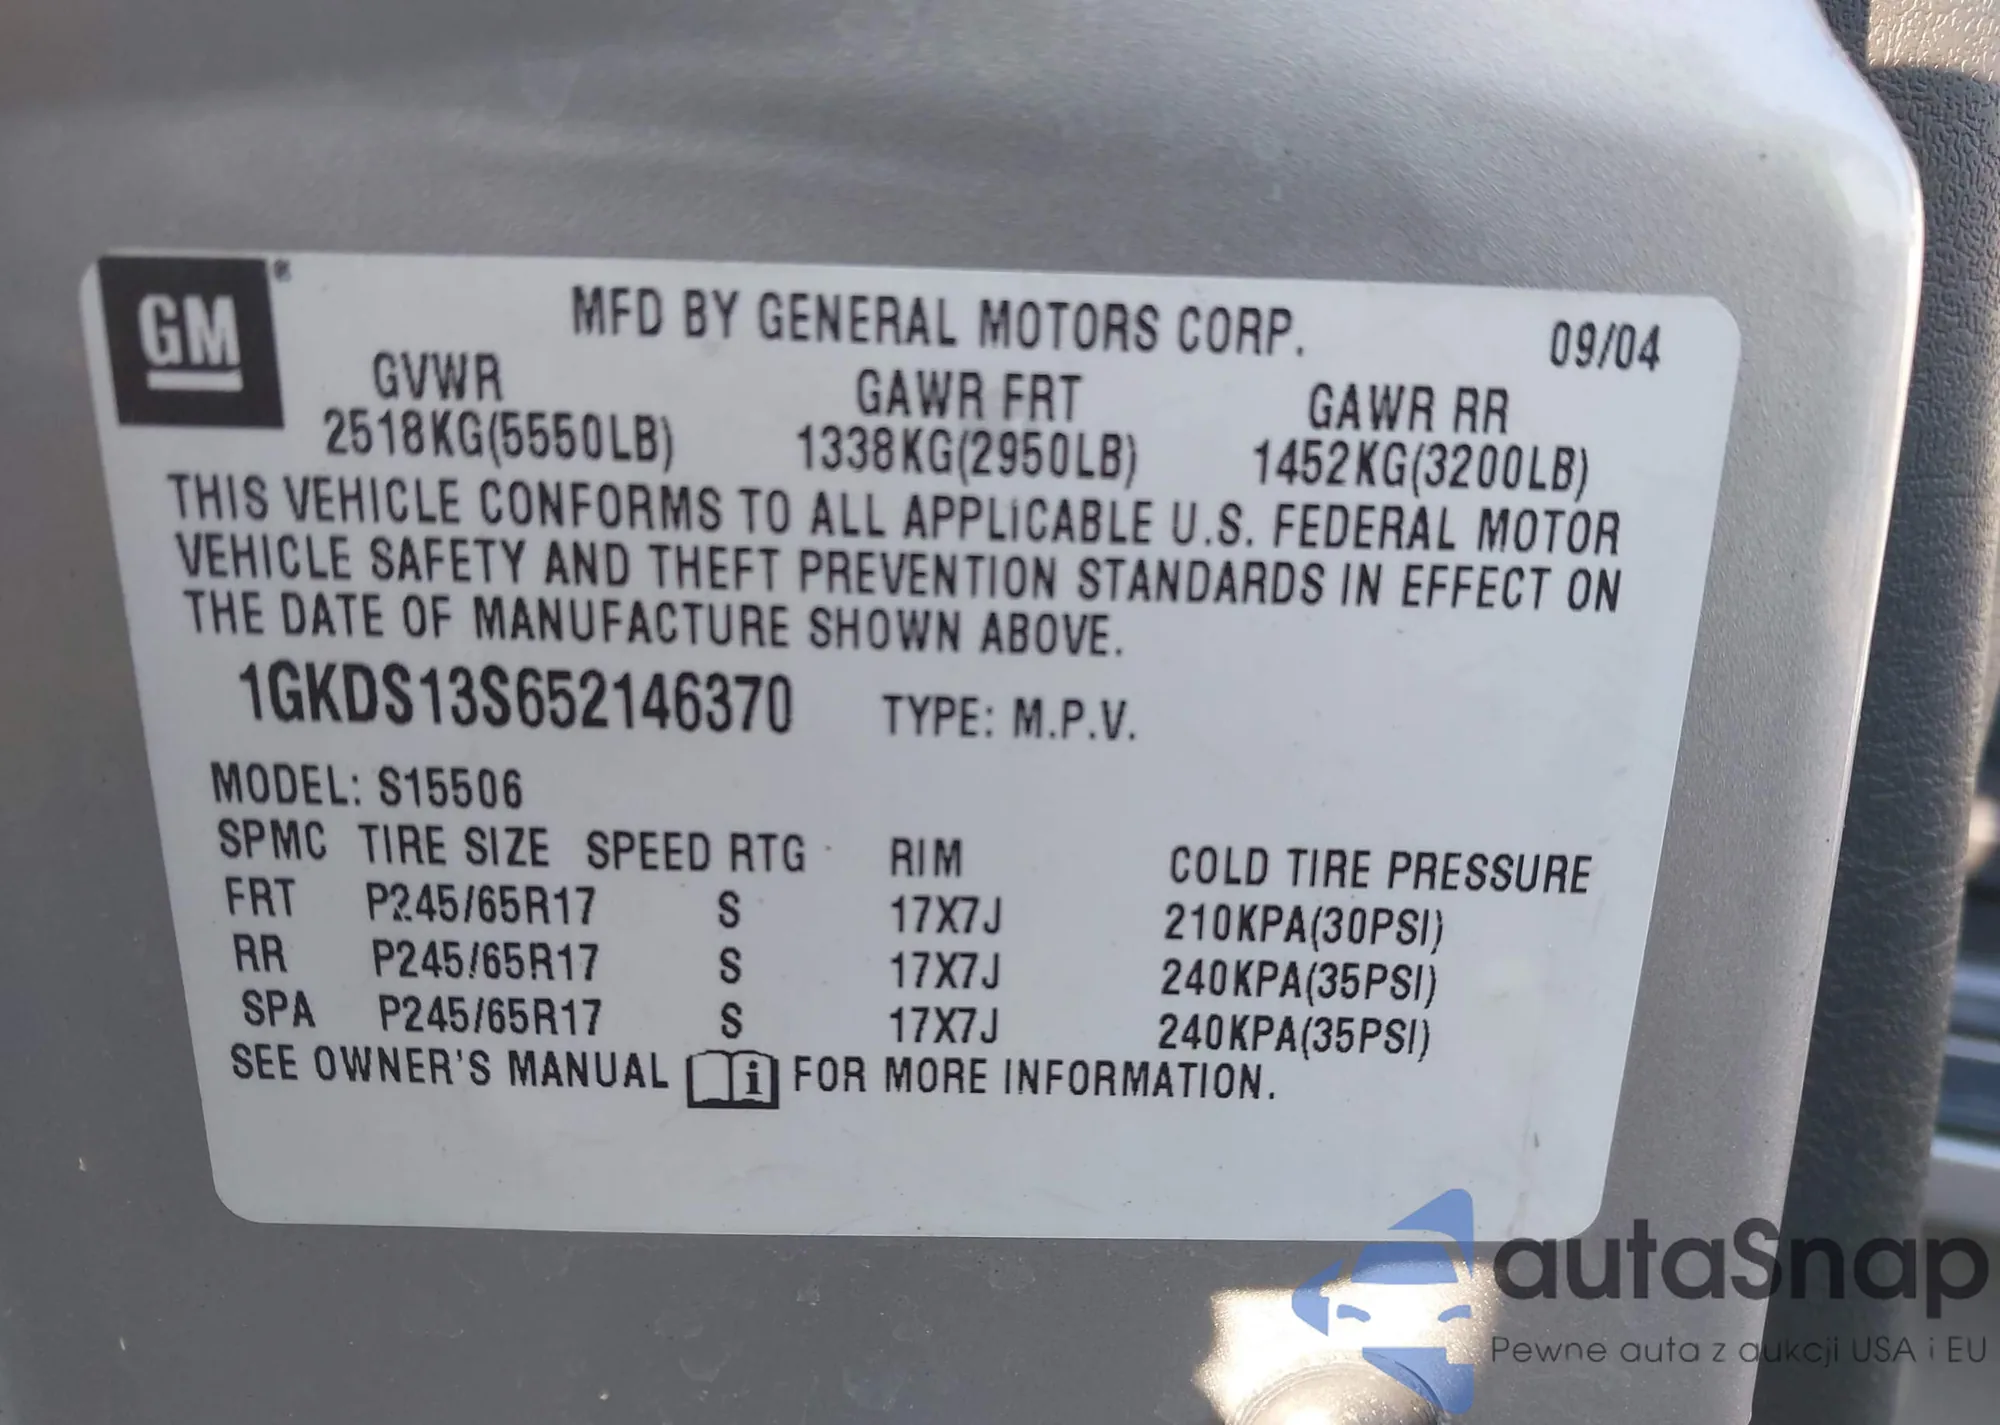 GM®
MFD BY GENERAL MOTORS CORP. 09/04
GVWR GAWR FRT GAWR RR
2518KG(5550LB) 1338KG(2950LB) 1452KG(3200LB)
THIS VEHICLE CONFORMS TO ALL APPLICABLE U.S. FEDERAL MOTOR
VEHICLE SAFETY AND THEFT PREVENTION STANDARDS IN EFFECT ON
THE DATE OF MANUFACTURE SHOWN ABOVE.
1GKDS13S652146370 TYPE: M.P.V.
MODEL: S15506
SPMC TIRE SIZE SPEED RTG RIM COLD TIRE PRESSURE
FRT P245/65R17 S 17X7J 210KPA(30PSI)
RR P245/65R17 S 17X7J 240KPA(35PSI)
SPA P245/65R17 S 17X7J 240KPA(35PSI)
SEE OWNER'S MANUAL i FOR MORE INFORMATION.
autaSnap
Pewne auta z aukcji USA i EU